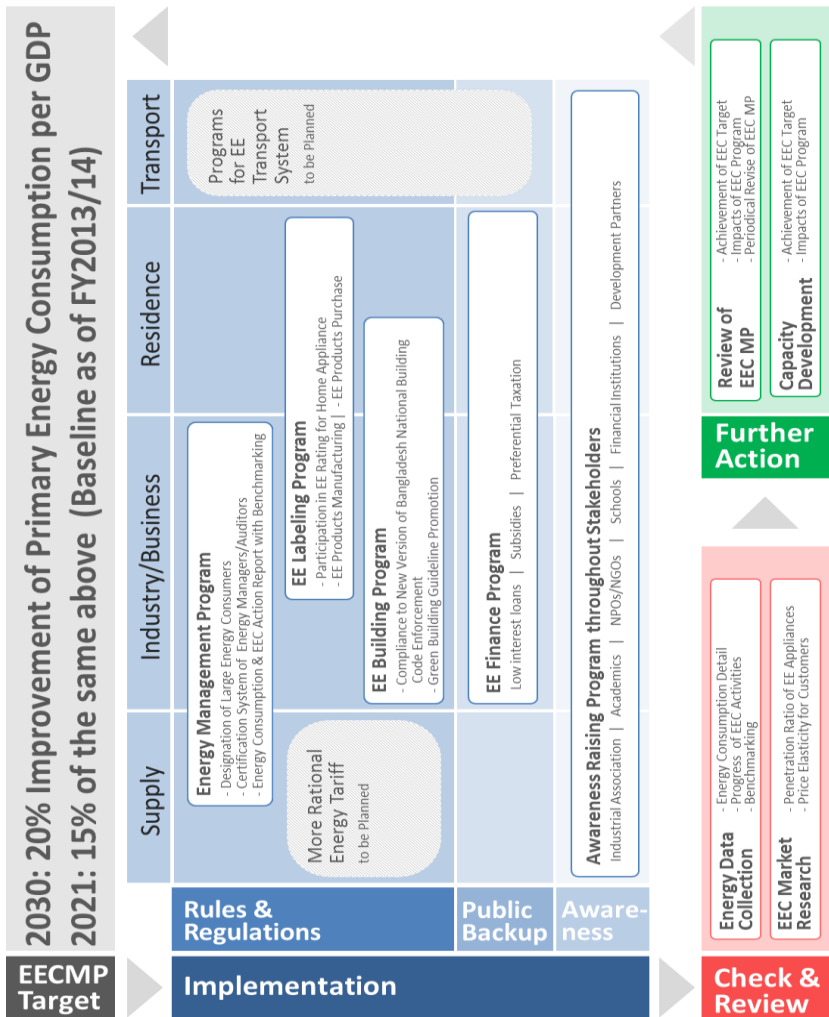 EECMP
Target
2030: 20% Improvement of Primary Energy Consumption per GDP
2021: 15% of the same above (Baseline as of FY2013/14)
Supply
Industry/Business
Residence
Transport
Implementation
Rules &
Regulations
Energy Management Program
- Designation of Large Energy Consumers
- Certification System of Energy Managers/Auditors
- Energy Consumption & EEC Action Report with Benchmarking
More Rational
Energy Tariff
to be Planned
EE Labeling Program
- Participation in EE Rating for Home Appliance
- EE Products Manufacturing | - EE Products Purchase
EE Building Program
- Compliance to New Version of Bangladesh National Building
Code Enforcement
- Green Building Guideline Promotion
Programs
for EE
Transport
System
to be Planned
Public
Backup
EE Finance Program
Low interest loans | Subsidies | Preferential Taxation
Aware-
ness
Awareness Raising Program throughout Stakeholders
Industrial Association | Academics | NPOs/NGOs | Schools | Financial Institutions | Development Partners
Check &
Review
Energy Data
Collection
- Energy Consumption Detail
- Progress of EEC Activities
- Benchmarking
EEC Market
Research
- Penetration Ratio of EE Appliances
- Price Elasticity for Customers
Further
Action
Review of
EEC MP
- Achievement of EEC Target
- Impacts of EEC Program
- Periodical Revise of EEC MP
Capacity
Development
- Achievement of EEC Target
- Impacts of EEC Program